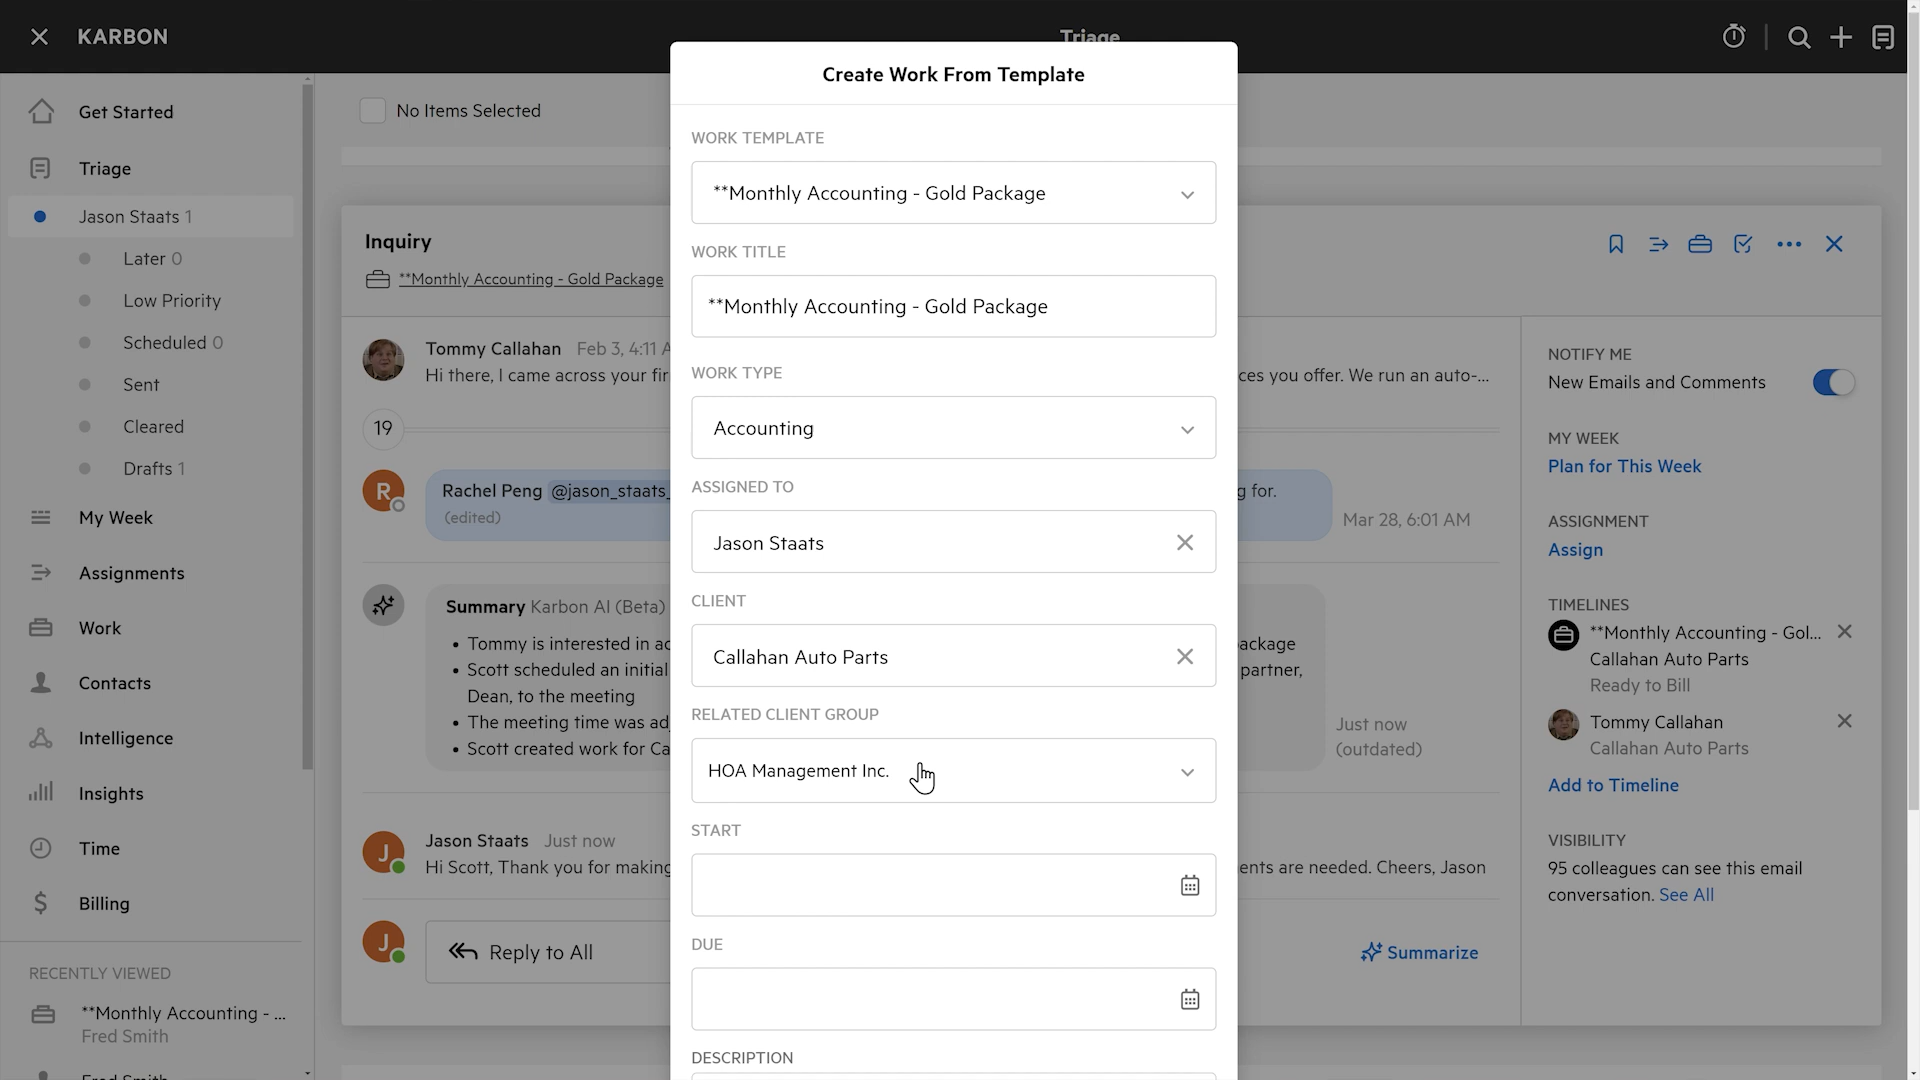 KARBON
Triage
Get Started
Triage
Jason Staats 1
Later 0
Low Priority
Scheduled 0
Sent
Cleared
Drafts 1
My Week
Assignments
Work
Contacts
Intelligence
Insights
Time
Billing
RECENTLY VIEWED
**Monthly Accounting - ...
Fred Smith
Fred Smith
No Items Selected
Inquiry
**Monthly Accounting - Gold Package
Tommy Callahan Feb 3, 4:11
Hi there, I came across your ces you offer. We run an auto-...
19
Rachel Peng @jason_staats_ for.
(edited)
Mar 28, 6:01 AM
Summary Karbon AI (Beta)
• Tommy is interested in
• Scott scheduled an initial partner,
Dean, to the meeting
• The meeting time was
• Scott created work for
Just now
(outdated)
Jason Staats Just now
Hi Scott, Thank you for making ents are needed. Cheers, Jason
J
Reply to All
Summarize
Create Work From Template
WORK TEMPLATE
**Monthly Accounting - Gold Package
WORK TITLE
**Monthly Accounting - Gold Package
WORK TYPE
Accounting
ASSIGNED TO
Jason Staats
CLIENT
Callahan Auto Parts
RELATED CLIENT GROUP
HOA Management Inc.
START
DUE
DESCRIPTION
NOTIFY ME
New Emails and Comments
MY WEEK
Plan for This Week
ASSIGNMENT
Assign
TIMELINES
**Monthly Accounting - Gol...
Callahan Auto Parts
Ready to Bill
Tommy Callahan
Callahan Auto Parts
Add to Timeline
VISIBILITY
95 colleagues can see this email
conversation. See All